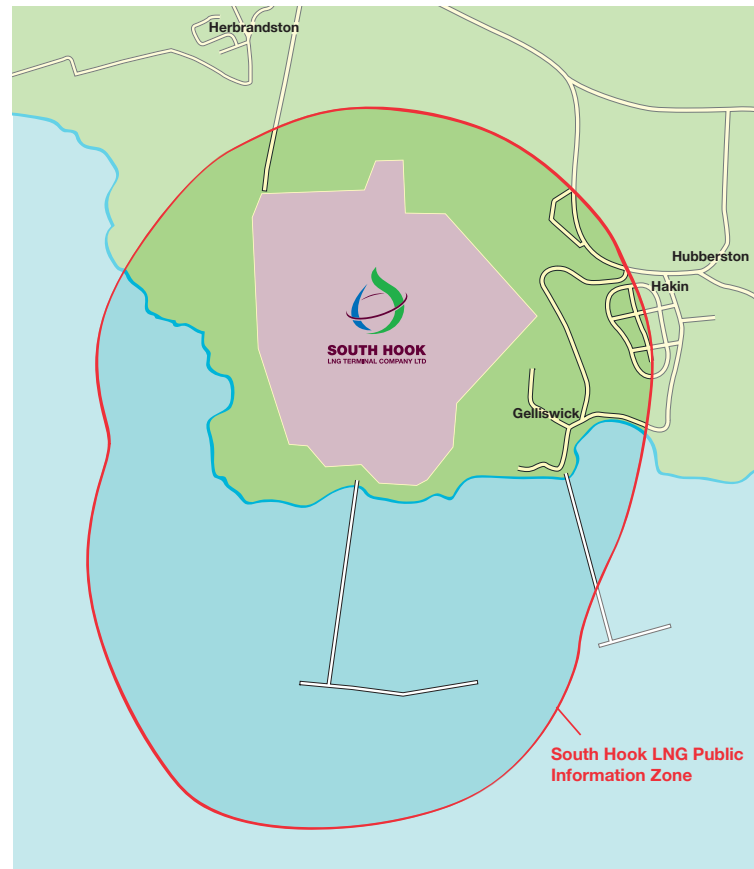 Herbrandston
Hubberston
Hakin
SOUTH HOOK
LNG TERMINAL COMPANY LTD
Gelliswick
South Hook LNG Public
Information Zone